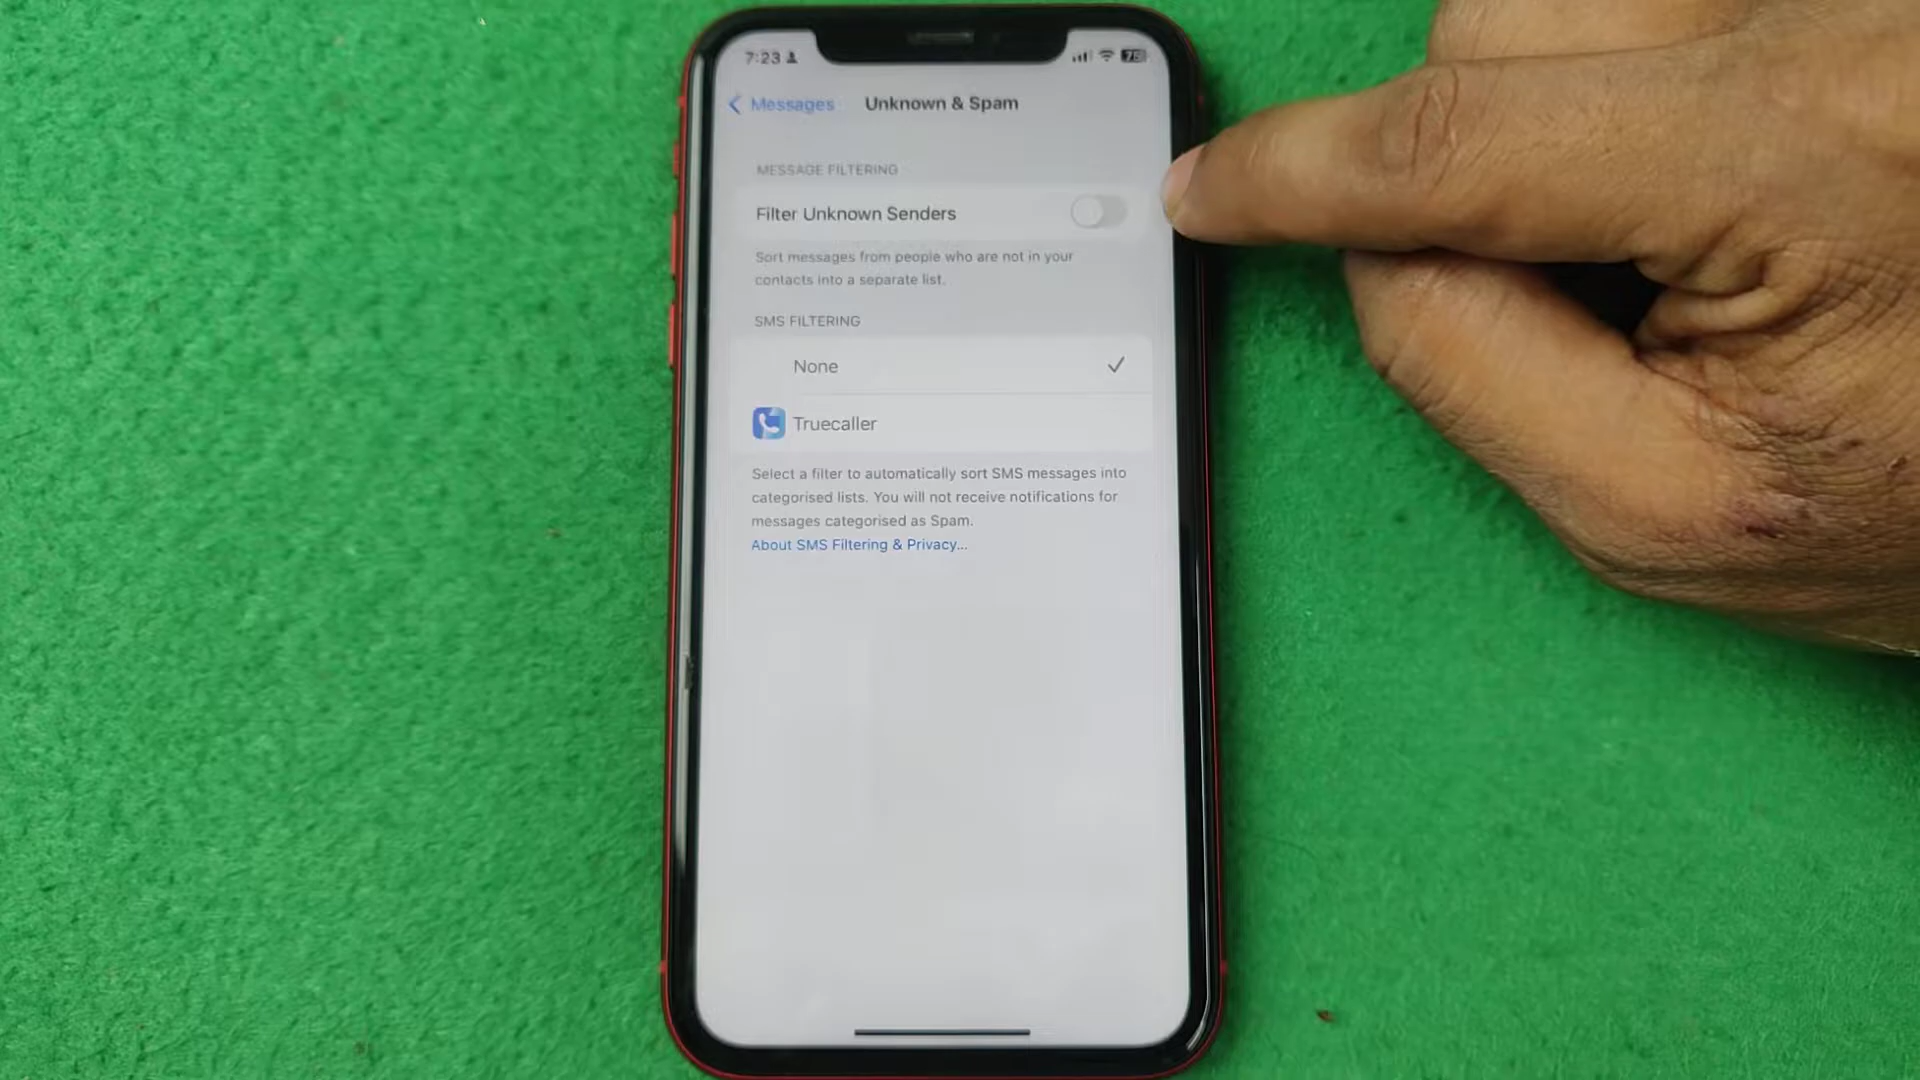 7:23
Messages
Unknown & Spam
MESSAGE FILTERING
Filter Unknown Senders
Sort messages from people who are not in your
contacts into a separate list.
SMS FILTERING
None
Truecaller
Select a filter to automatically sort SMS messages into
categorised lists. You will not receive notifications for
messages categorised as Spam.
About SMS Filtering & Privacy...